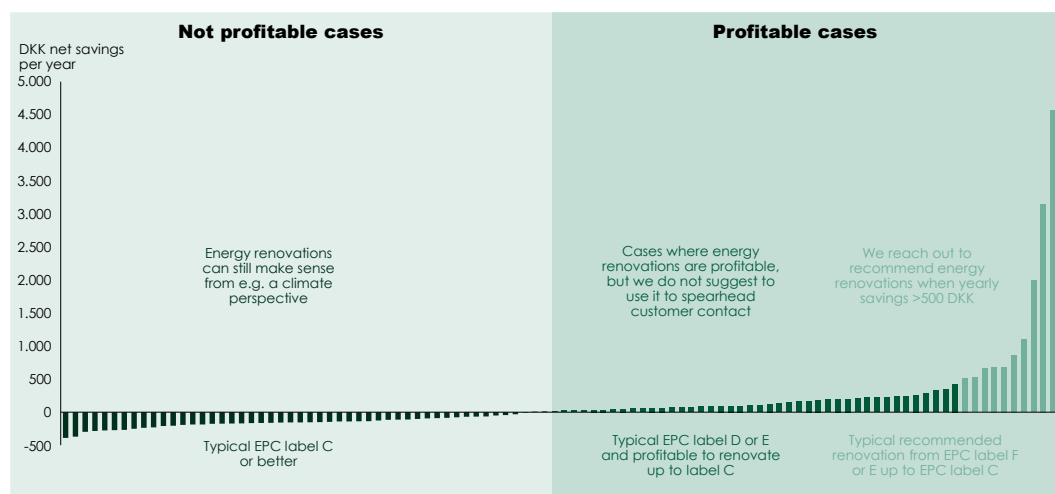 Not profitable cases
Profitable cases
DKK net savings
per year
5.000
4.500
4.000
3.500
3.000
2.500
2.000
1.500
1.000
500
0
-500
Energy renovations
can still make sense
from e.g. a climate
perspective
Cases where energy
renovations are profitable,
but we do not suggest to
use it to spearhead
customer contact
We reach out to
recommend energy
renovations when yearly
savings >500 DKK
Typical EPC label C
or better
Typical EPC label D or E
and profitable to renovate
up to label C
Typical recommended
renovation from EPC label F
or E up to EPC label C